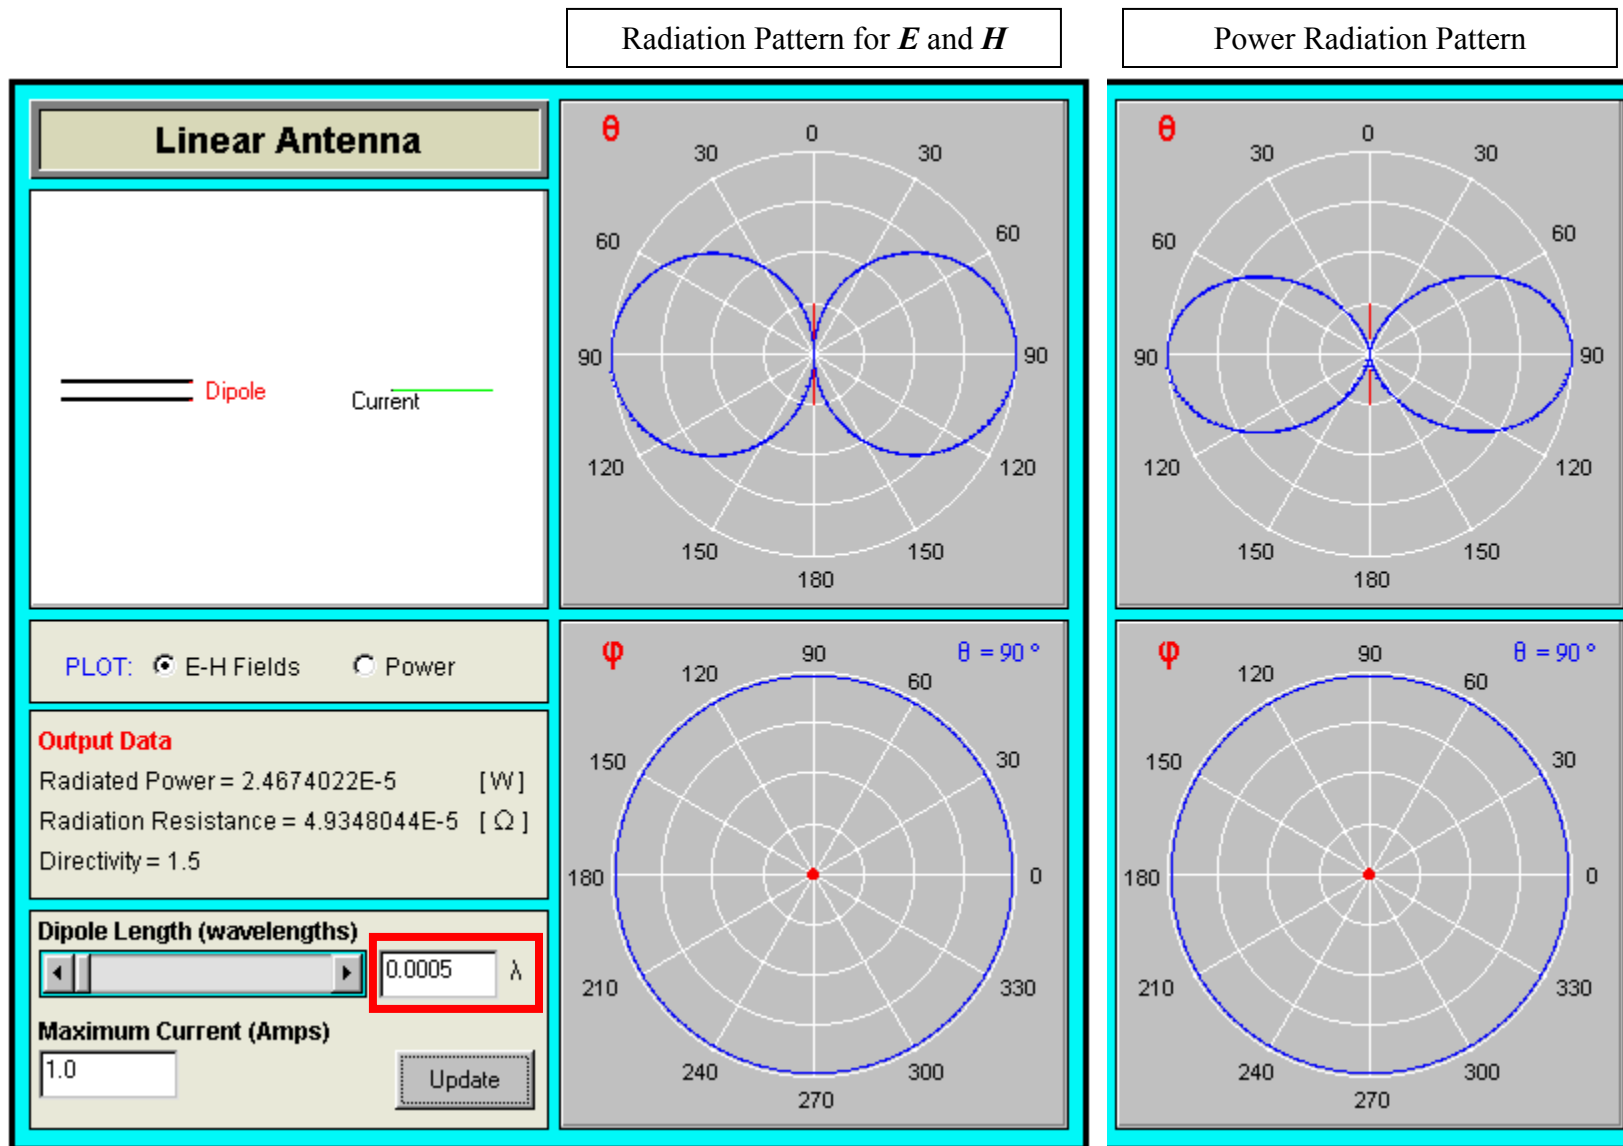 Radiation Pattern for E and H
Power Radiation Pattern
Linear Antenna
Dipole
Current
PLOT: E-H Fields Power
Output Data
Radiated Power = 2.4674022E-5 [W]
Radiation Resistance = 4.9348044E-5 [Ω]
Directivity = 1.5
Dipole Length (wavelengths)
0.0005 λ
Maximum Current (Amps)
1.0
Update
θ
0
30 30
60 60
90 90
120 120
150 150
180
φ
θ = 90 °
90
120 60
150 30
180 0
210 330
240 300
270
θ
0
30 30
60 60
90 90
120 120
150 150
180
φ
θ = 90 °
90
120 60
150 30
180 0
210 330
240 300
270